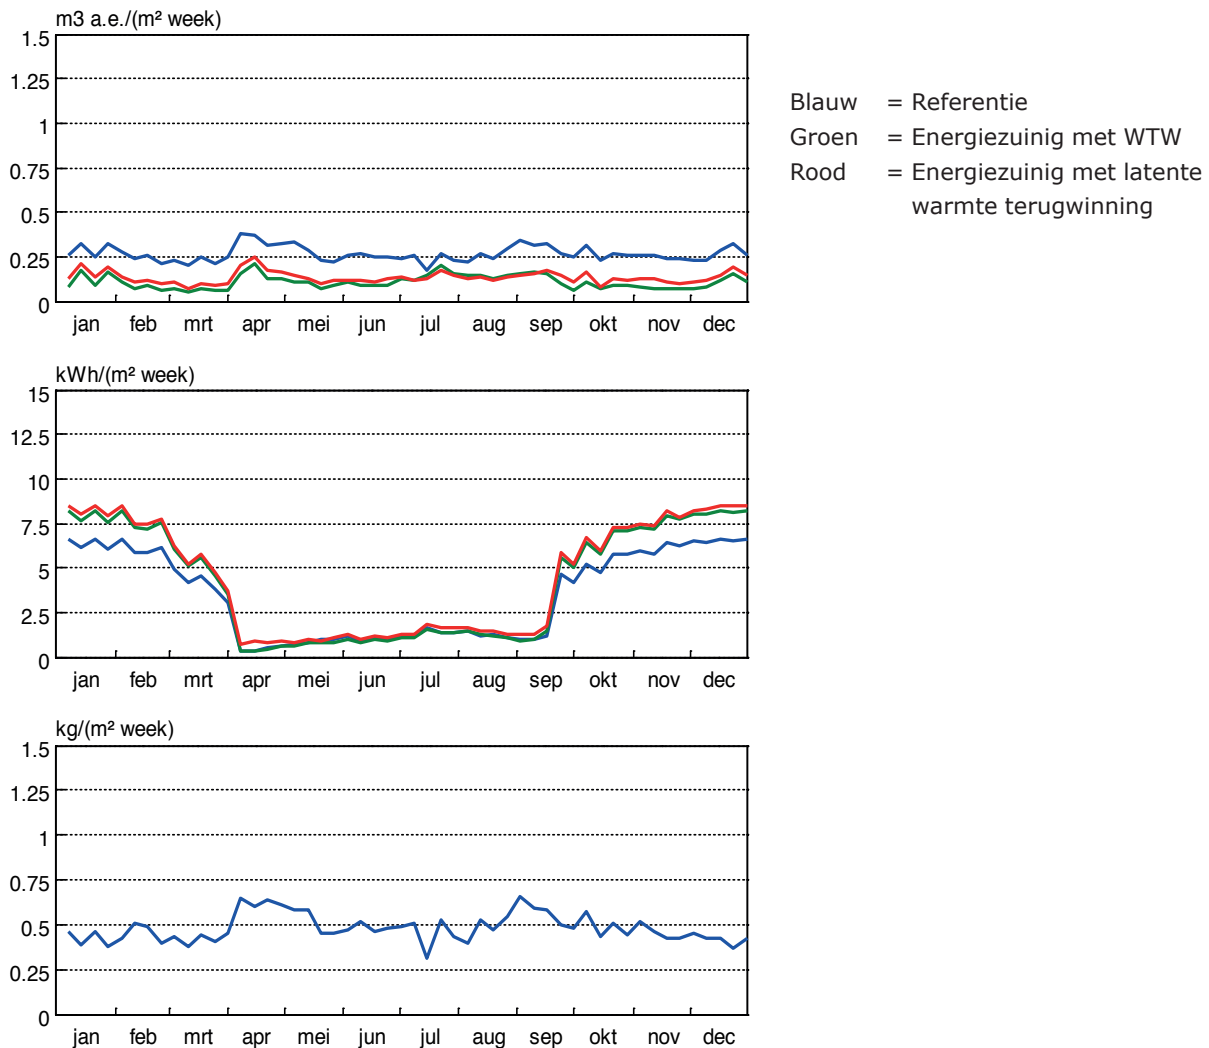 m3 a.e./(m² week)
1.5
1.25
1
0.75
0.5
0.25
0
jan feb mrt apr mei jun jul aug sep okt nov dec
Blauw = Referentie
Groen = Energiezuinig met WTW
Rood = Energiezuinig met latente
warmte terugwinning
kWh/(m² week)
15
12.5
10
7.5
5
2.5
0
jan feb mrt apr mei jun jul aug sep okt nov dec
kg/(m² week)
1.5
1.25
1
0.75
0.5
0.25
0
jan feb mrt apr mei jun jul aug sep okt nov dec